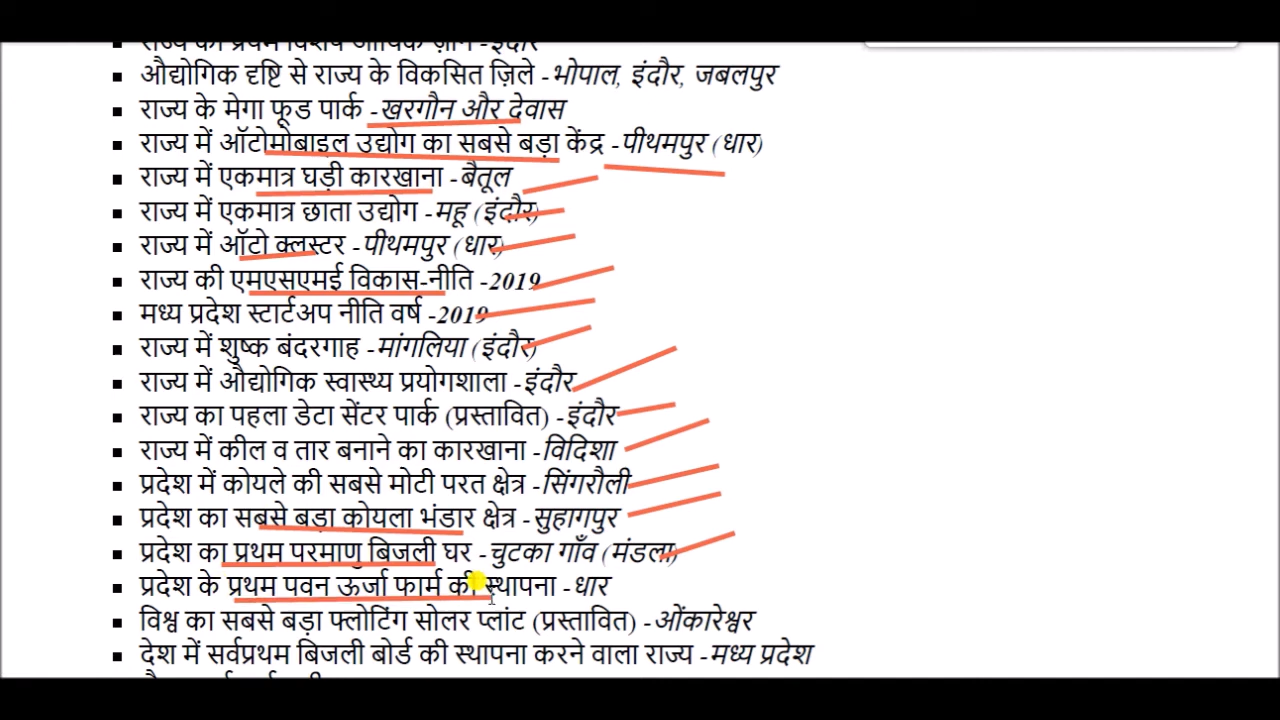 राज्य का प्रथम विशेष आर्थिक ज़ोन -इंदौर
औद्योगिक दृष्टि से राज्य के विकसित ज़िले -भोपाल, इंदौर, जबलपुर
राज्य के मेगा फूड पार्क -खरगौन और देवास
राज्य में ऑटोमोबाइल उद्योग का सबसे बड़ा केंद्र -पीथमपुर (धार)
राज्य में एकमात्र घड़ी कारखाना -बैतूल
राज्य में एकमात्र छाता उद्योग -महू (इंदौर)
राज्य में ऑटो क्लस्टर -पीथमपुर (धार)
राज्य की एमएसएमई विकास-नीति -2019
मध्य प्रदेश स्टार्टअप नीति वर्ष -2019
राज्य में शुष्क बंदरगाह -मांगलिया (इंदौर)
राज्य में औद्योगिक स्वास्थ्य प्रयोगशाला -इंदौर
राज्य का पहला डेटा सेंटर पार्क (प्रस्तावित) -इंदौर
राज्य में कील व तार बनाने का कारखाना -विदिशा
प्रदेश में कोयले की सबसे मोटी परत क्षेत्र -सिंगरौली
प्रदेश का सबसे बड़ा कोयला भंडार क्षेत्र -सुहागपुर
प्रदेश का प्रथम परमाणु बिजली घर -चुटका गाँव (मंडला)
प्रदेश के प्रथम पवन ऊर्जा फार्म की स्थापना -धार
विश्व का सबसे बड़ा फ्लोटिंग सोलर प्लांट (प्रस्तावित) -ओंकारेश्वर
देश में सर्वप्रथम बिजली बोर्ड की स्थापना करने वाला राज्य -मध्य प्रदेश